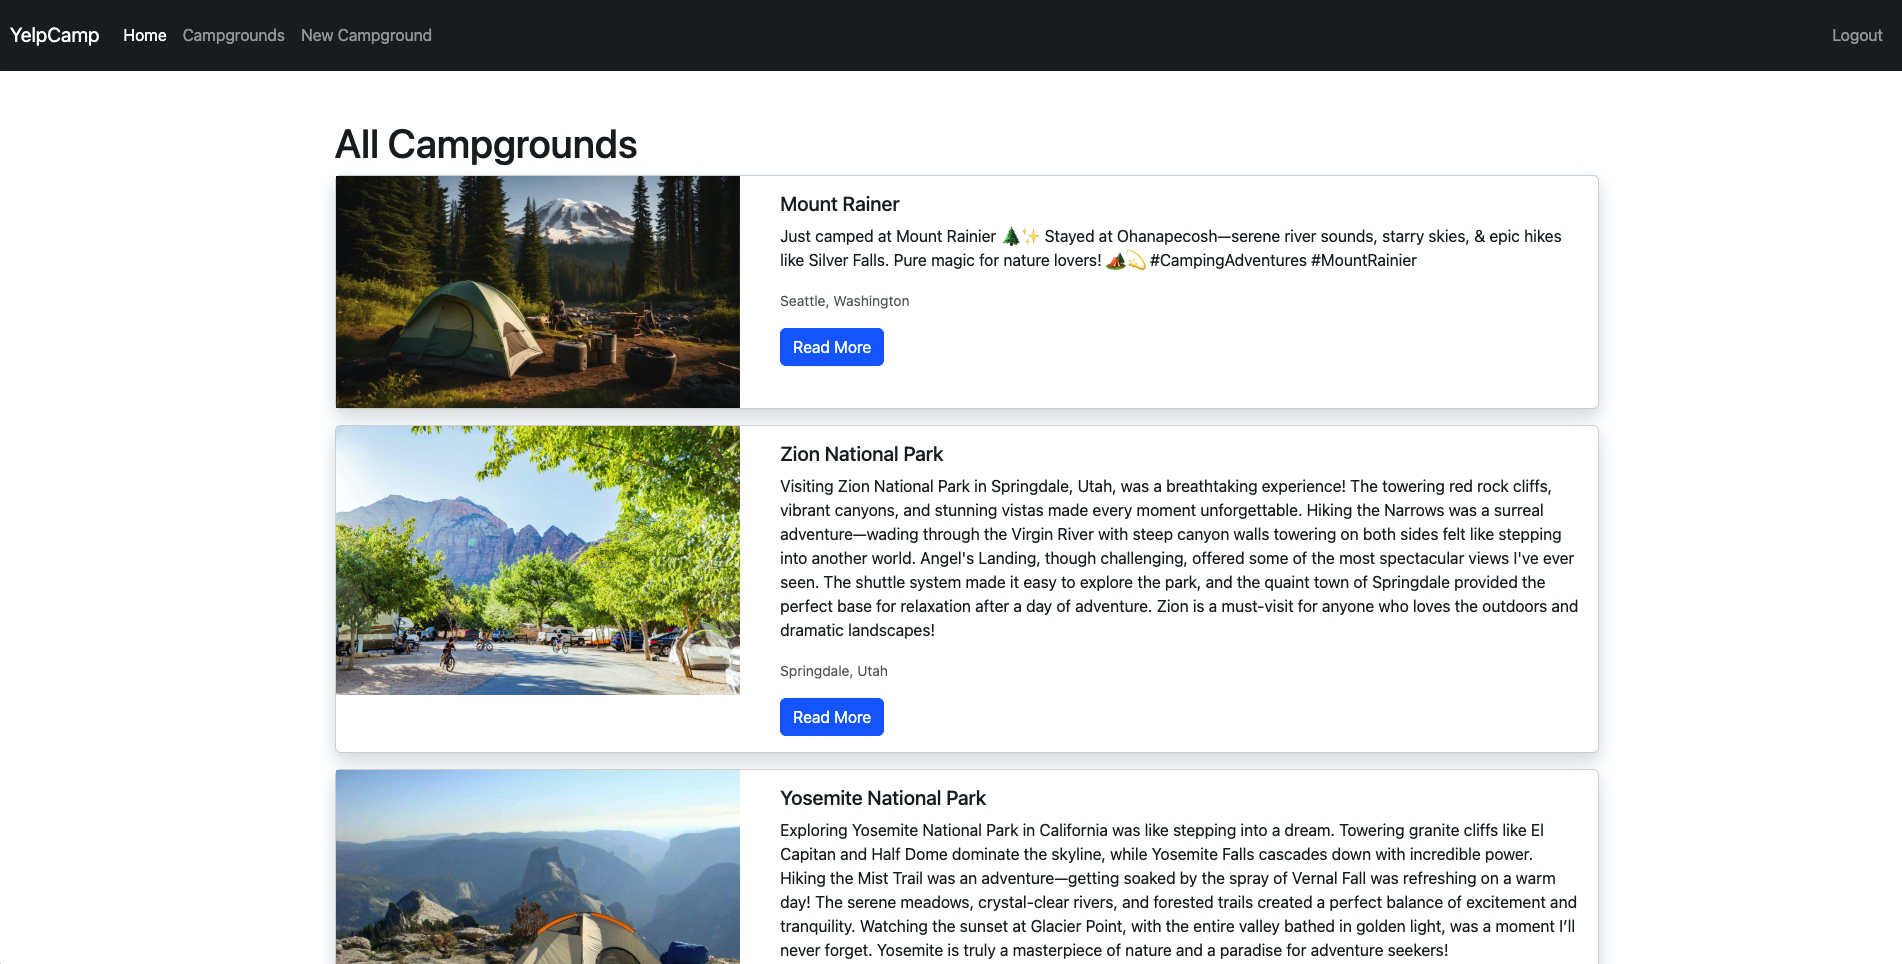 YelpCamp Home Campgrounds New Campground Logout
All Campgrounds
Mount Rainer
Just camped at Mount Rainier 🌲✨ Stayed at Ohanapecosh—serene river sounds, starry skies, & epic hikes
like Silver Falls. Pure magic for nature lovers! 🏕️💫 #CampingAdventures #MountRainier
Seattle, Washington
Read More
Zion National Park
Visiting Zion National Park in Springdale, Utah, was a breathtaking experience! The towering red rock cliffs,
vibrant canyons, and stunning vistas made every moment unforgettable. Hiking the Narrows was a surreal
adventure—wading through the Virgin River with steep canyon walls towering on both sides felt like stepping
into another world. Angel's Landing, though challenging, offered some of the most spectacular views I've ever
seen. The shuttle system made it easy to explore the park, and the quaint town of Springdale provided the
perfect base for relaxation after a day of adventure. Zion is a must-visit for anyone who loves the outdoors and
dramatic landscapes!
Springdale, Utah
Read More
Yosemite National Park
Exploring Yosemite National Park in California was like stepping into a dream. Towering granite cliffs like El
Capitan and Half Dome dominate the skyline, while Yosemite Falls cascades down with incredible power.
Hiking the Mist Trail was an adventure—getting soaked by the spray of Vernal Fall was refreshing on a warm
day! The serene meadows, crystal-clear rivers, and forested trails created a perfect balance of excitement and
tranquility. Watching the sunset at Glacier Point, with the entire valley bathed in golden light, was a moment I’ll
never forget. Yosemite is truly a masterpiece of nature and a paradise for adventure seekers!